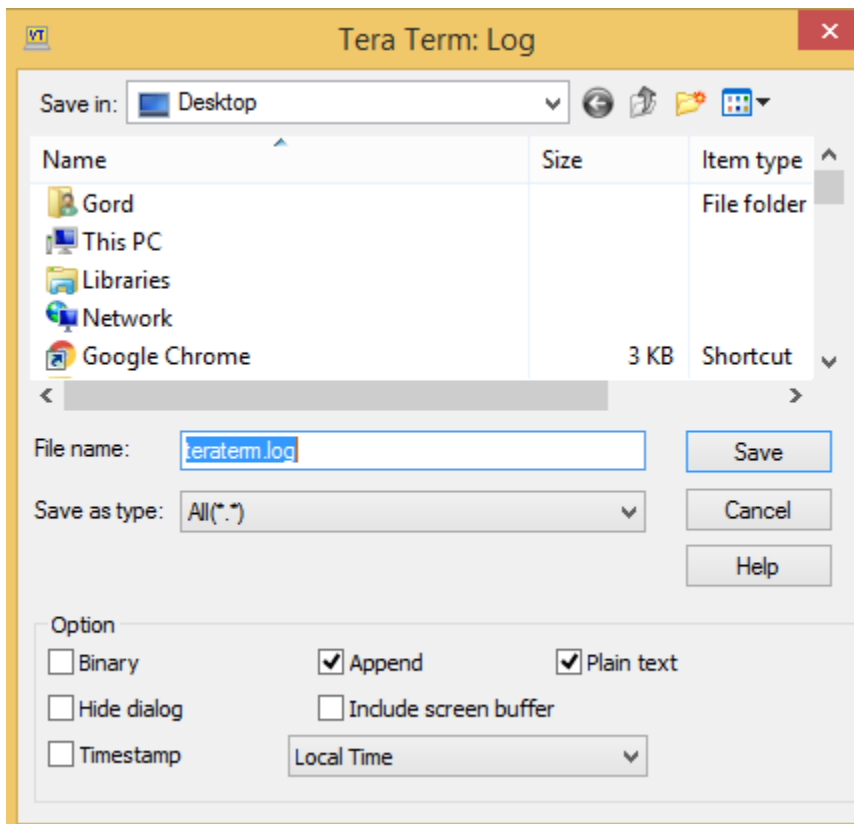 VT Tera Term: Log
Save in: Desktop
Name Size Item type
Gord File folder
This PC
Libraries
Network
Google Chrome 3 KB Shortcut
File name: teraterm.log Save
Save as type: All(*.*) Cancel
Help
Option
Binary Append Plain text
Hide dialog Include screen buffer
Timestamp Local Time